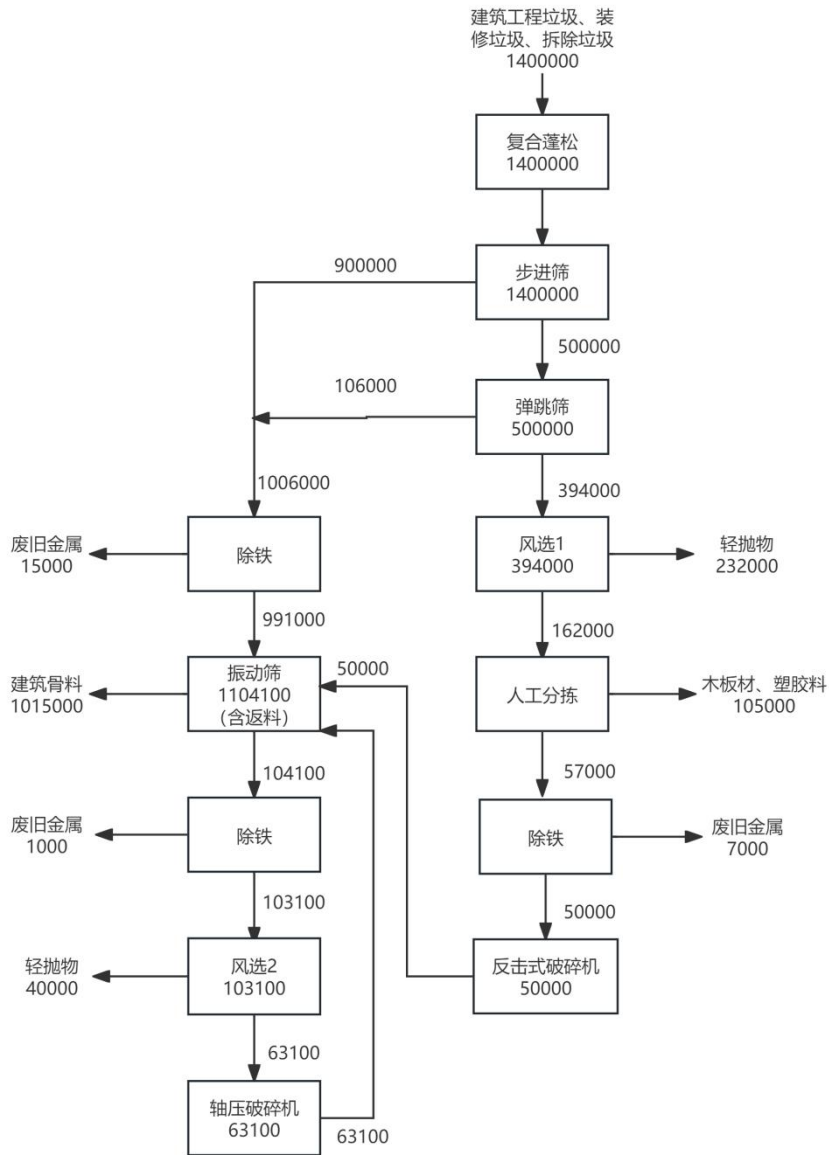 建筑工程垃圾、装
修垃圾、拆除垃圾
1400000
复合蓬松
1400000
步进筛
1400000
900000
500000
弹跳筛
500000
106000
394000
1006000
除铁
废旧金属
15000
风选1
394000
轻抛物
232000
991000
162000
振动筛
1104100
（含返料）
建筑骨料
1015000
50000
人工分拣
木板材、塑胶料
105000
104100
57000
除铁
废旧金属
1000
除铁
废旧金属
7000
103100
50000
风选2
103100
轻抛物
40000
反击式破碎机
50000
63100
轴压破碎机
63100
63100